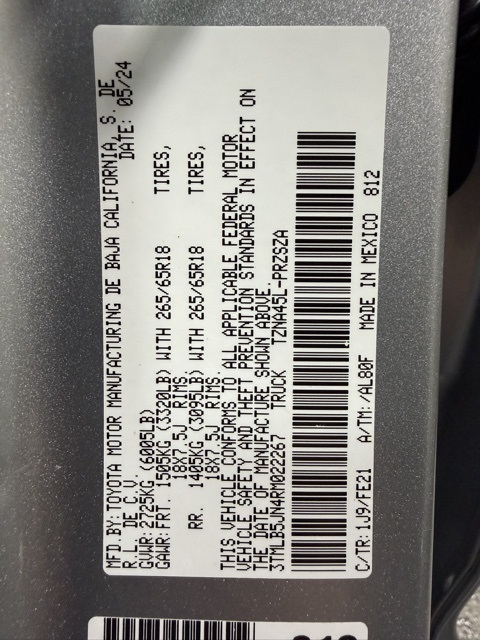 MFD.BY:TOYOTA MOTOR MANUFACTURING DE BAJA CALIFORNIA, S. DE
R.L. DE C.V. DATE: 05/24
GVWR:2725KG (6005LB)
GAWR:FRT. 1505KG (3320LB) WITH 265/65R18 TIRES,
18X7.5J RIMS
RR. 1405KG (3095LB) WITH 265/65R18 TIRES,
18X7.5J RIMS
THIS VEHICLE CONFORMS TO ALL APPLICABLE FEDERAL MOTOR
VEHICLE SAFETY AND THEFT PREVENTION STANDARDS IN EFFECT ON
THE DATE OF MANUFACTURE SHOWN ABOVE.
3TMLB5JN4RM022267 TRUCK TZNA45L-PRZSZA
C/TR:1J9/FE21 A/TM:/AL80F MADE IN MEXICO 812